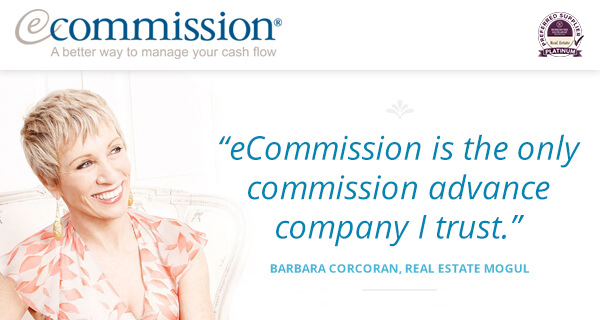 ecommission®
A better way to manage your cash flow
PREFERRED SUPPLIER
Real Estate
PLATINUM
“eCommission is the only
commission advance
company I trust.”
BARBARA CORCORAN, REAL ESTATE MOGUL